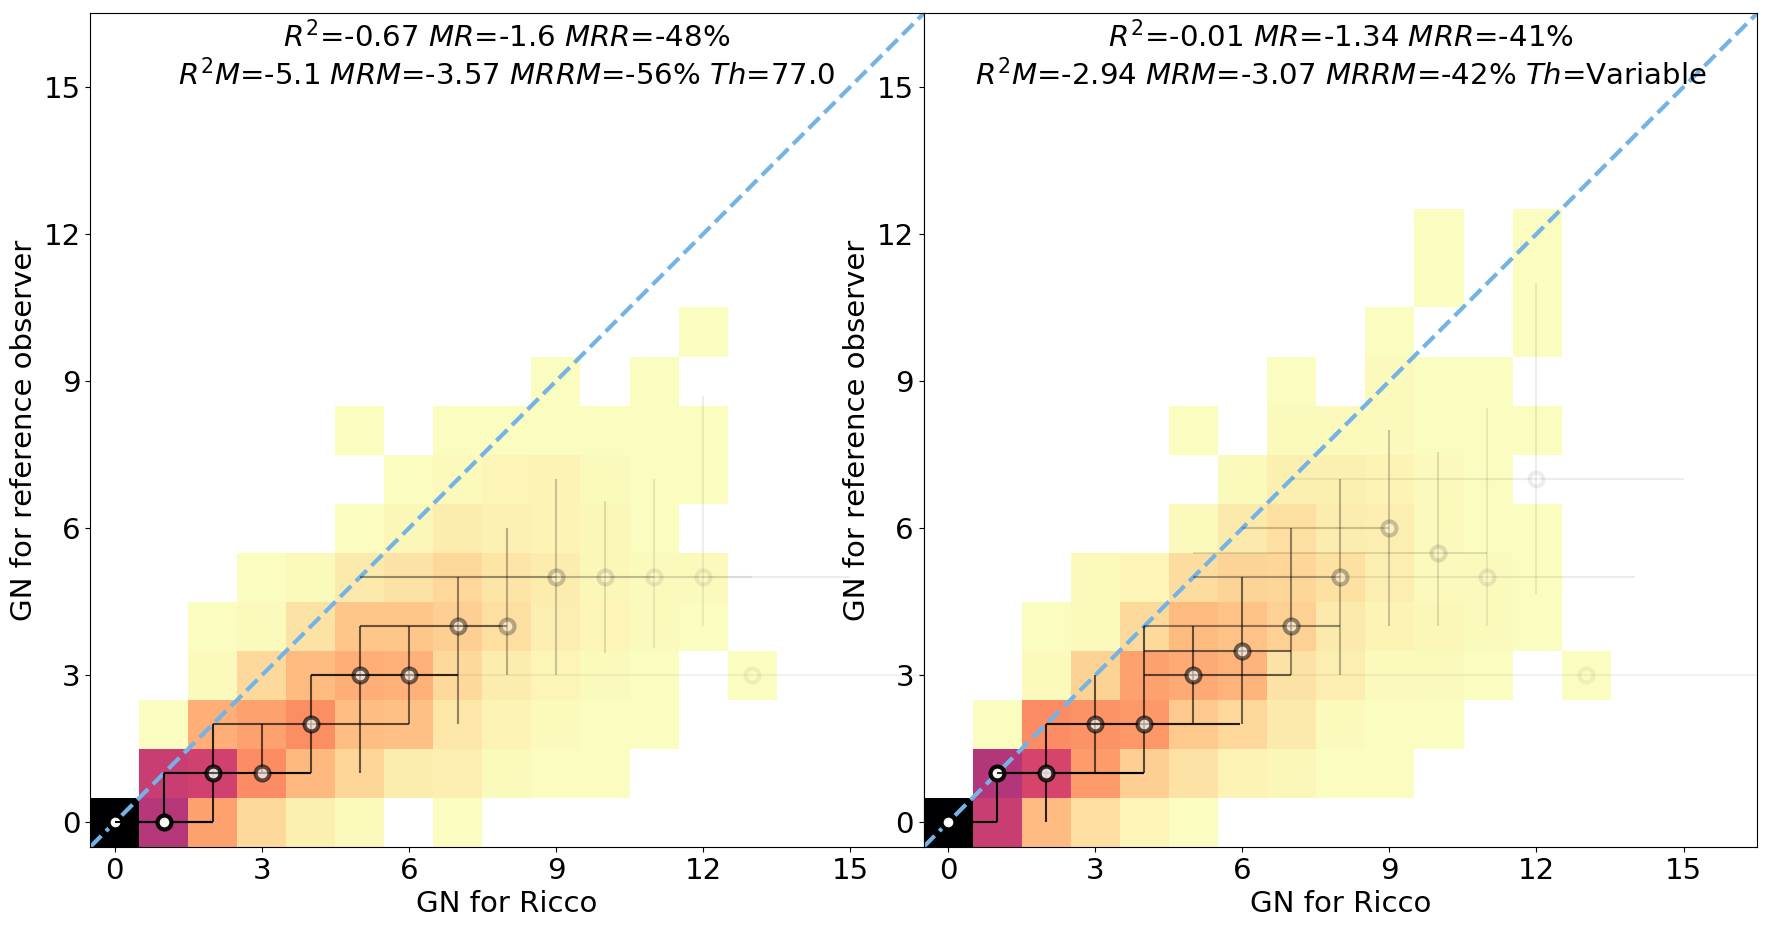 R²=-0.67 MR=-1.6 MRR=-48%
R²M=-5.1 MRM=-3.57 MRRM=-56% Th=77.0
15
12
9
6
3
0
GN for reference observer
0 3 6 9 12 15
GN for Ricco
R²=-0.01 MR=-1.34 MRR=-41%
R²M=-2.94 MRM=-3.07 MRRM=-42% Th=Variable
15
12
9
6
3
0
GN for reference observer
0 3 6 9 12 15
GN for Ricco